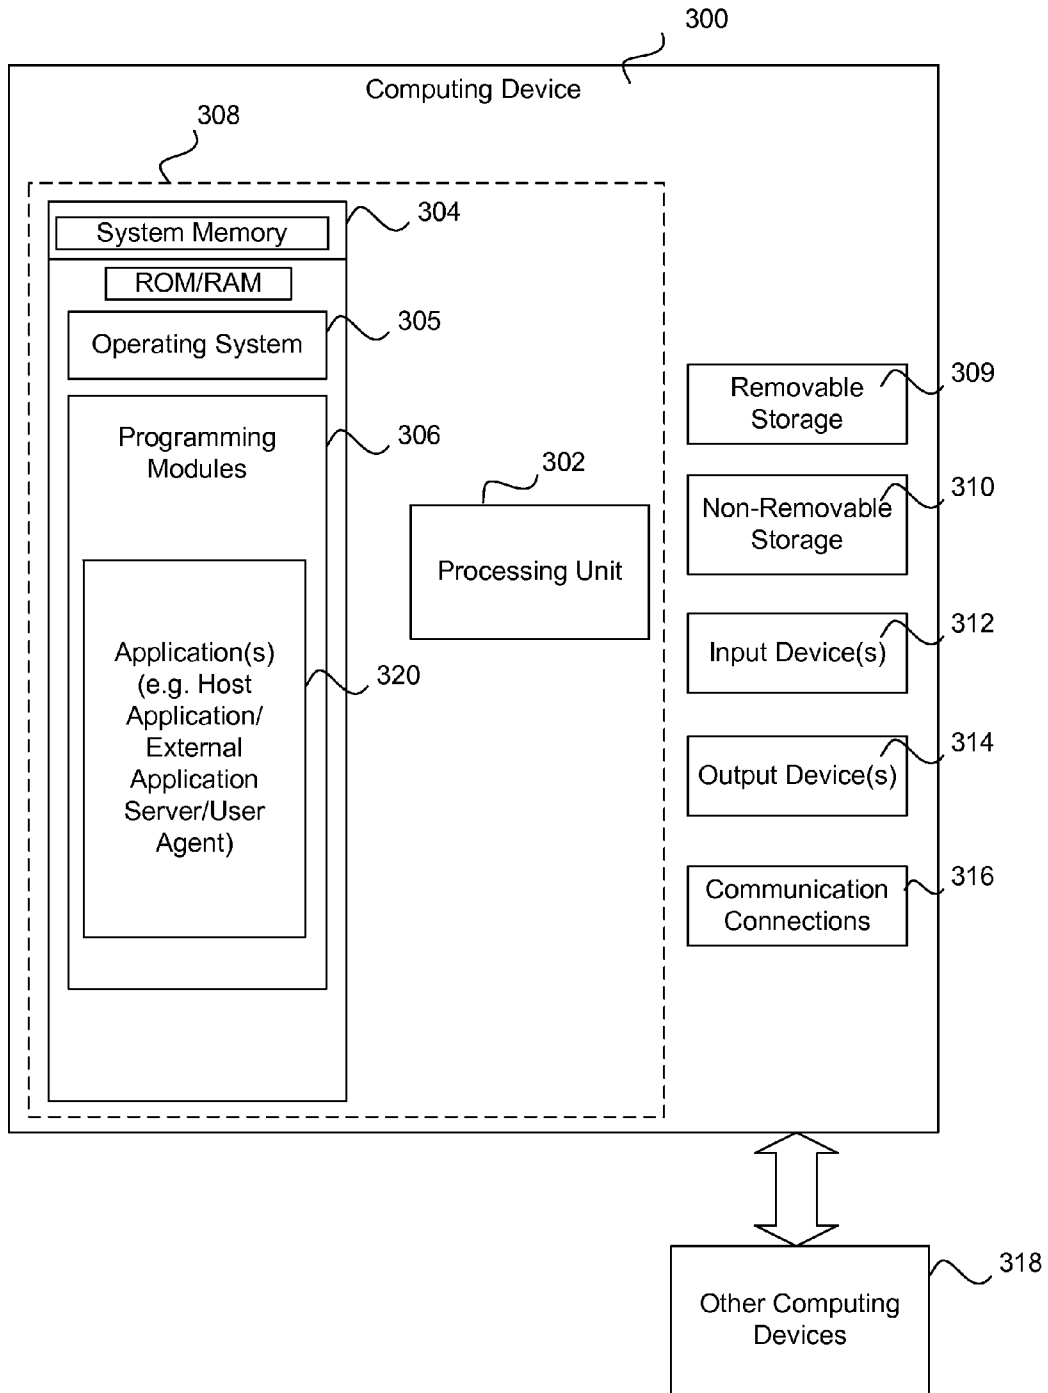 300
Computing Device
308
System Memory
304
ROM/RAM
Operating System
305
Programming
Modules
306
Application(s)
(e.g. Host
Application/
External
Application
Server/User
Agent)
320
302
Processing Unit
Removable
Storage
309
Non-Removable
Storage
310
Input Device(s)
312
Output Device(s)
314
Communication
Connections
316
Other Computing
Devices
318